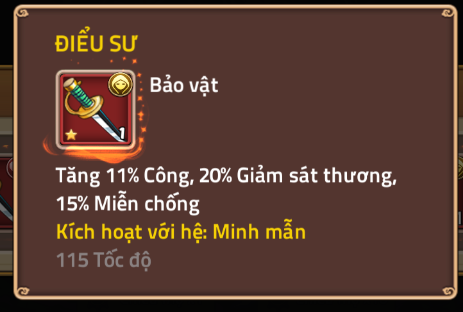 ĐIỂU SƯ
Bảo vật
1
Tăng 11% Công, 20% Giảm sát thương,
15% Miễn chống
Kích hoạt với hệ: Minh mẫn
115 Tốc độ